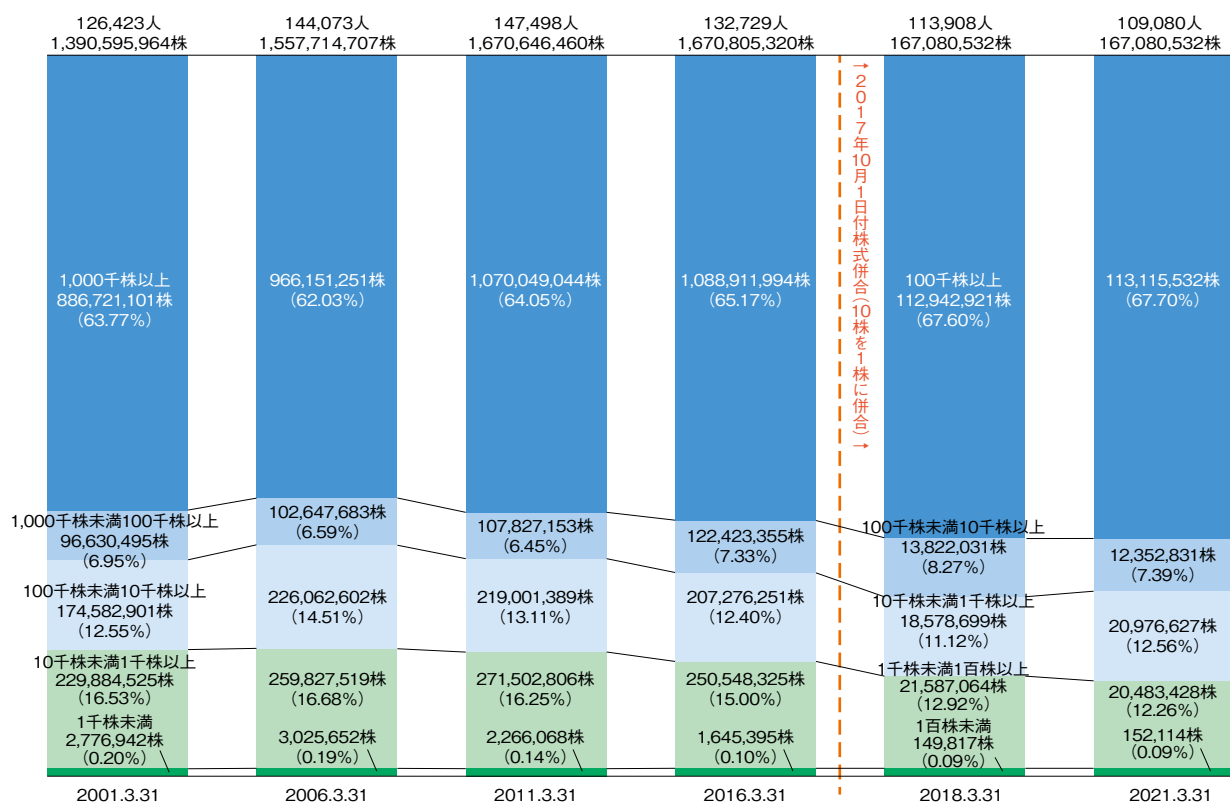 126,423人
1,390,595,964株
144,073人
1,557,714,707株
147,498人
1,670,646,460株
132,729人
1,670,805,320株
113,908人
167,080,532株
109,080人
167,080,532株
1,000千株以上
886,721,101株
(63.77%)
966,151,251株
(62.03%)
1,070,049,044株
(64.05%)
1,088,911,994株
(65.17%)
→2017年10月1日付株式併合(10株を1株に併合)→
100千株以上
112,942,921株
(67.60%)
113,115,532株
(67.70%)
1,000千株未満100千株以上
96,630,495株
(6.95%)
102,647,683株
(6.59%)
107,827,153株
(6.45%)
122,423,355株
(7.33%)
100千株未満10千株以上
13,822,031株
(8.27%)
12,352,831株
(7.39%)
100千株未満10千株以上
174,582,901株
(12.55%)
226,062,602株
(14.51%)
219,001,389株
(13.11%)
207,276,251株
(12.40%)
10千株未満1千株以上
18,578,699株
(11.12%)
20,976,627株
(12.56%)
10千株未満1千株以上
229,884,525株
(16.53%)
259,827,519株
(16.68%)
271,502,806株
(16.25%)
250,548,325株
(15.00%)
1千株未満1百株以上
21,587,064株
(12.92%)
20,483,428株
(12.26%)
1千株未満
2,776,942株
(0.20%)
3,025,652株
(0.19%)
2,266,068株
(0.14%)
1,645,395株
(0.10%)
1百株未満
149,817株
(0.09%)
152,114株
(0.09%)
2001.3.31
2006.3.31
2011.3.31
2016.3.31
2018.3.31
2021.3.31